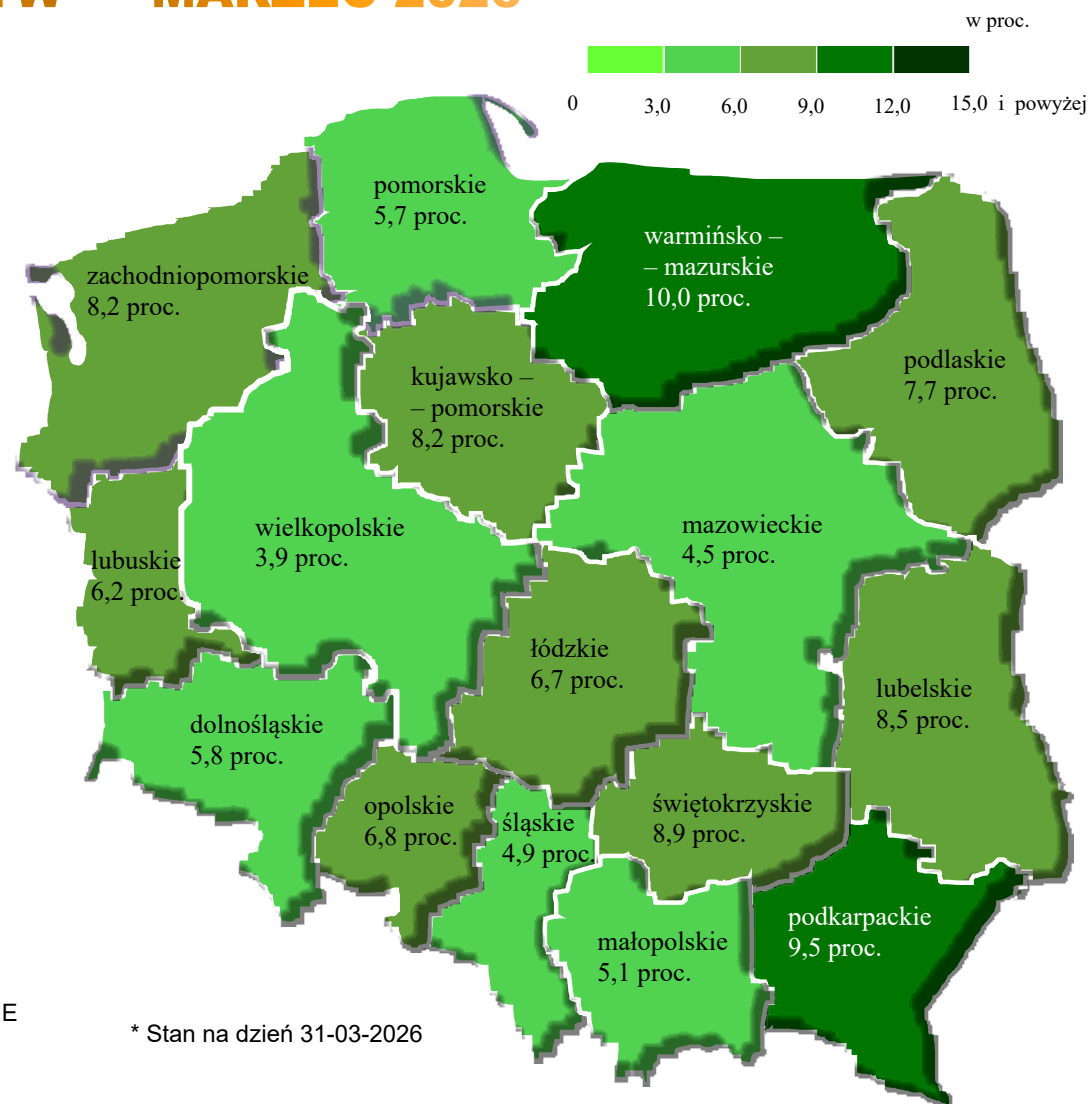 MARZEC 2026
w proc.
0 3,0 6,0 9,0 12,0 15,0 i powyżej
pomorskie
5,7 proc.
warmińsko –
– mazurskie
10,0 proc.
zachodniopomorskie
8,2 proc.
podlaskie
7,7 proc.
kujawsko –
– pomorskie
8,2 proc.
wielkopolskie
3,9 proc.
mazowieckie
4,5 proc.
lubuskie
6,2 proc.
łódzkie
6,7 proc.
lubelskie
8,5 proc.
dolnośląskie
5,8 proc.
opolskie
6,8 proc.
śląskie
4,9 proc.
świętokrzyskie
8,9 proc.
podkarpackie
9,5 proc.
małopolskie
5,1 proc.
E
* Stan na dzień 31-03-2026